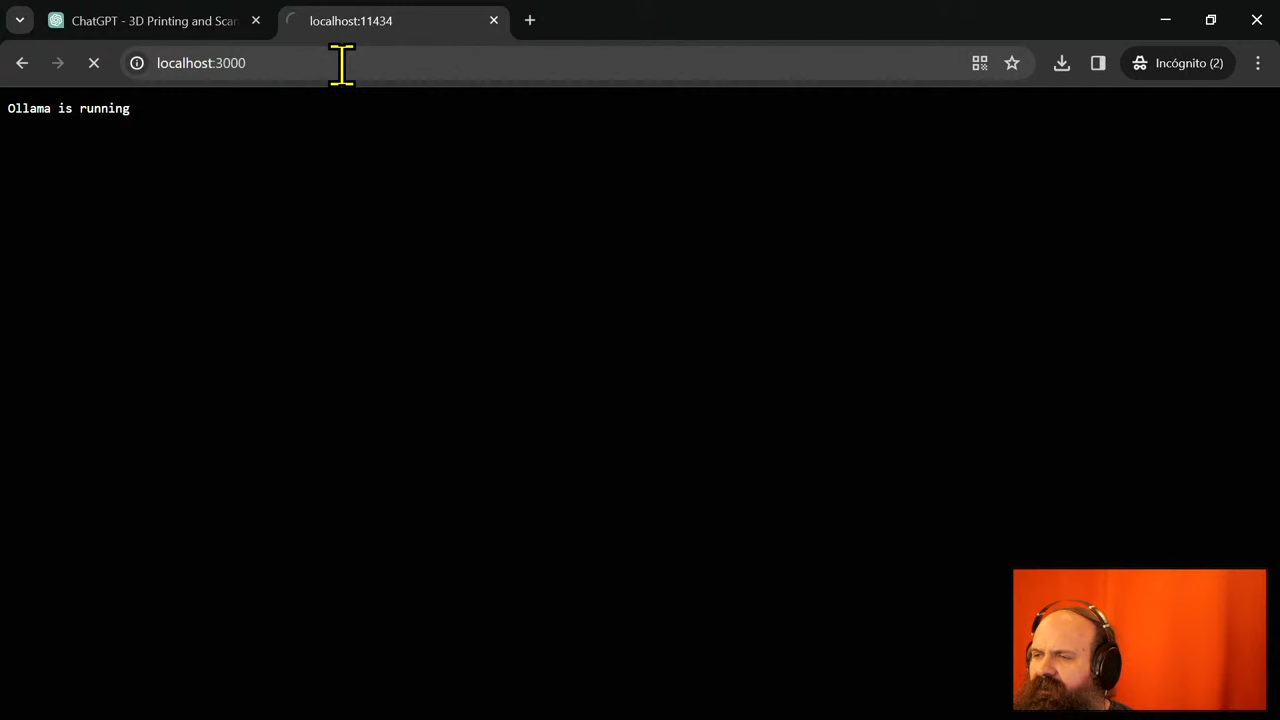 ChatGPT - 3D Printing and Scan
localhost:11434
localhost:3000
Incógnito (2)
Ollama is running